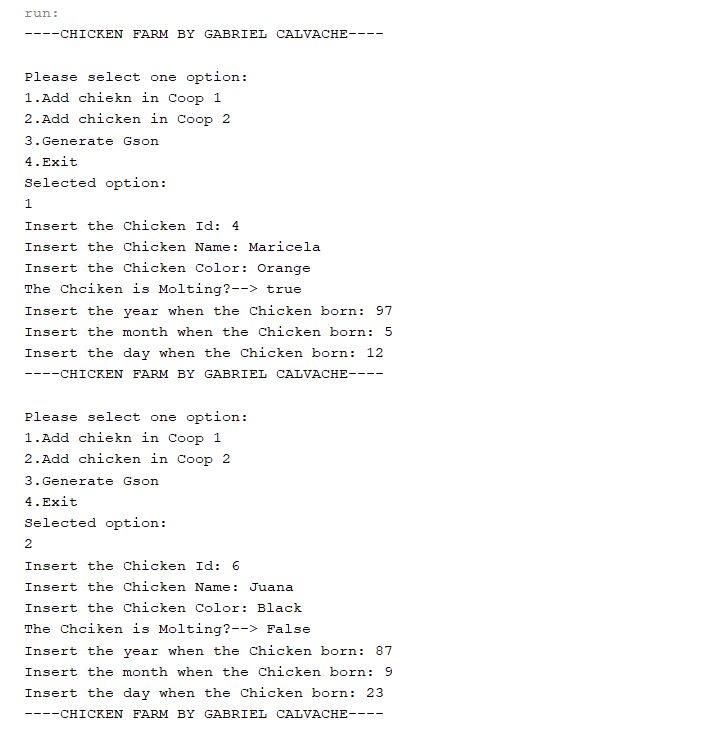 run:
----CHICKEN FARM BY GABRIEL CALVACHE----
Please select one option:
1.Add chiekn in Coop 1
2.Add chicken in Coop 2
3.Generate Gson
4.Exit
Selected option:
1
Insert the Chicken Id: 4
Insert the Chicken Name: Maricela
Insert the Chicken Color: Orange
The Chciken is Molting?--> true
Insert the year when the Chicken born: 97
Insert the month when the Chicken born: 5
Insert the day when the Chicken born: 12
----CHICKEN FARM BY GABRIEL CALVACHE----
Please select one option:
1.Add chiekn in Coop 1
2.Add chicken in Coop 2
3.Generate Gson
4.Exit
Selected option:
2
Insert the Chicken Id: 6
Insert the Chicken Name: Juana
Insert the Chicken Color: Black
The Chciken is Molting?--> False
Insert the year when the Chicken born: 87
Insert the month when the Chicken born: 9
Insert the day when the Chicken born: 23
----CHICKEN FARM BY GABRIEL CALVACHE----